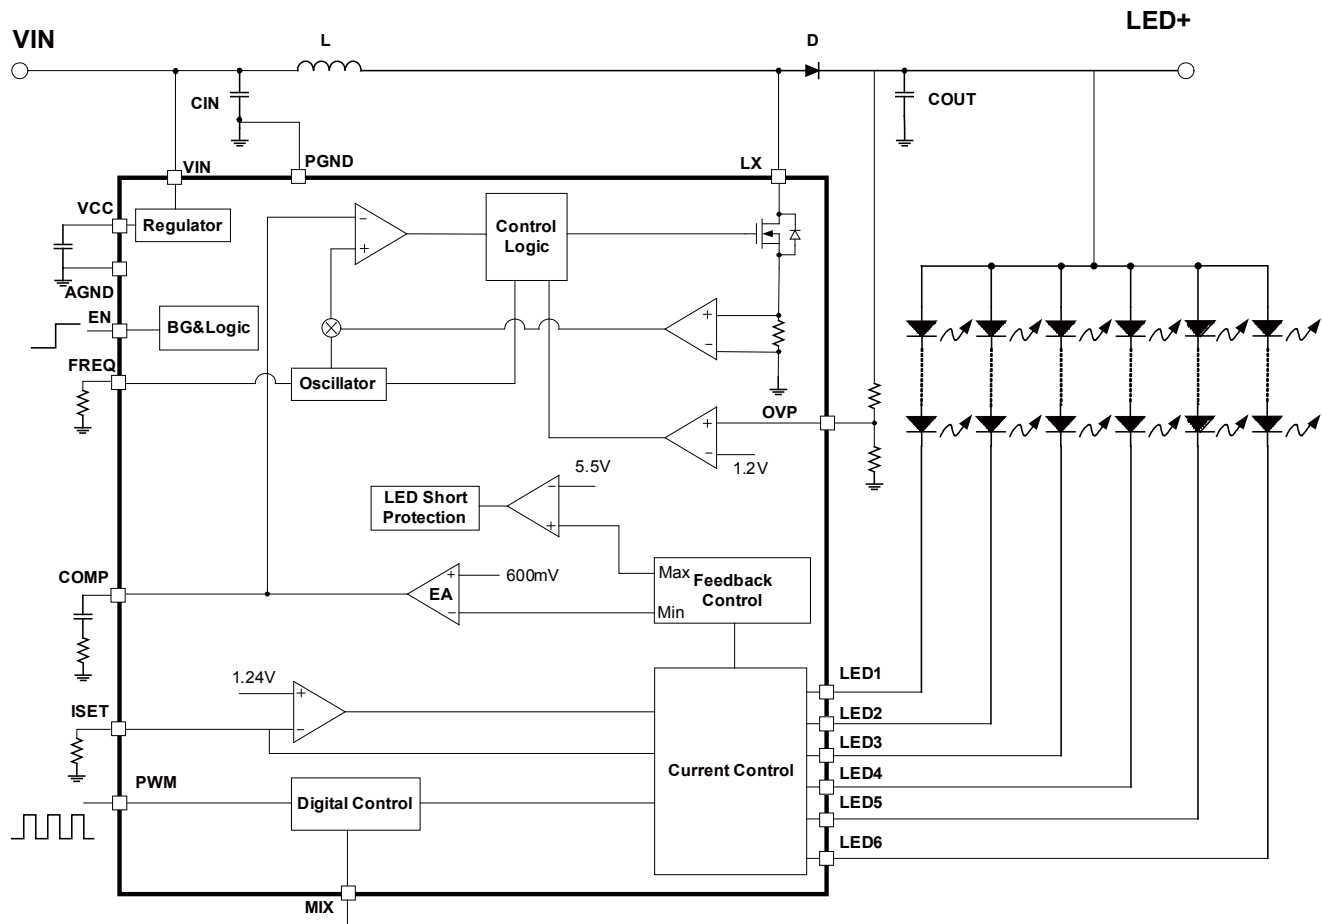 LED+
VIN
L
D
CIN
COUT
VIN
PGND
LX
VCC
Regulator
Control
Logic
AGND
EN
BG&Logic
FREQ
Oscillator
OVP
1.2V
5.5V
LED Short
Protection
COMP
EA
600mV
Max
Feedback
Control
Min
1.24V
ISET
LED1
LED2
LED3
Current Control
LED4
PWM
Digital Control
LED5
LED6
MIX